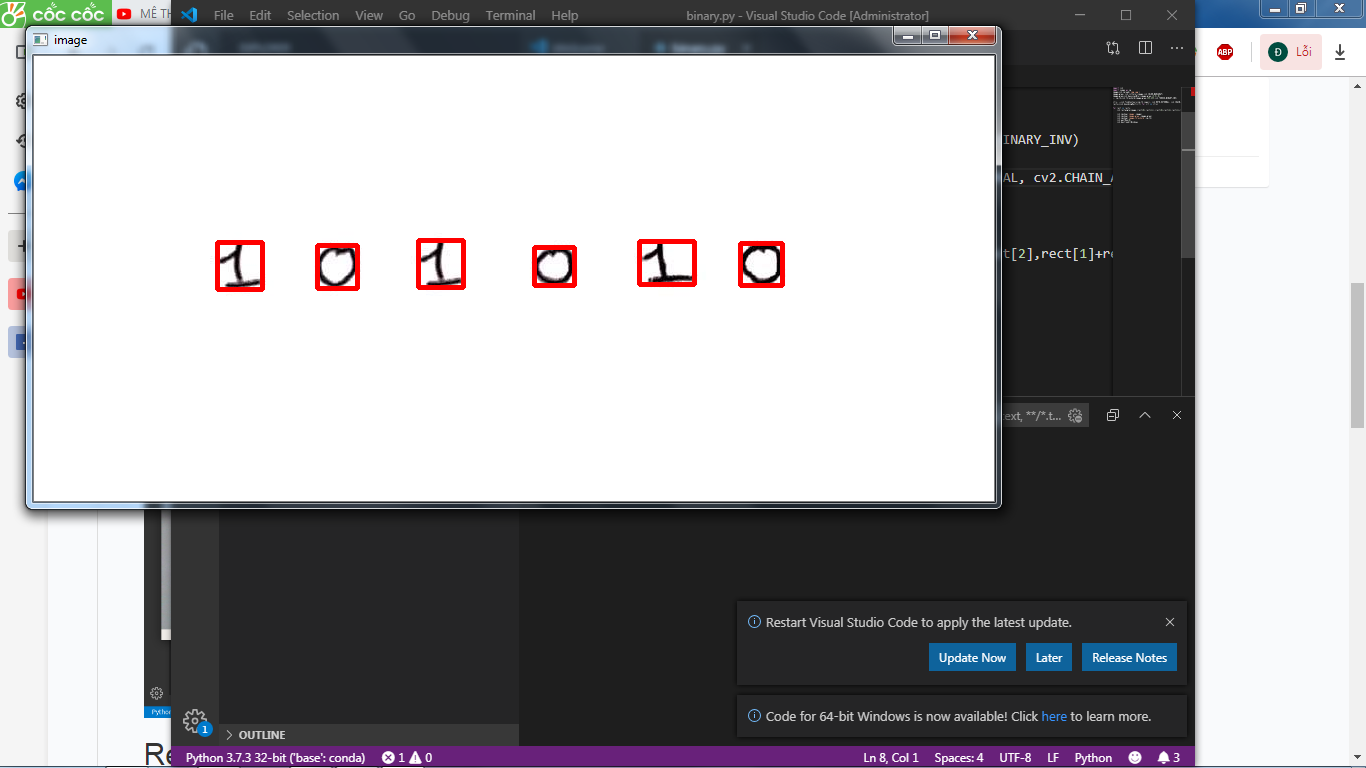 CỐC CỐC
MÊ TH
File Edit Selection View Go Debug Terminal Help
binary.py - Visual Studio Code [Administrator]
image
ABP
Đ Lỗi
INARY_INV)
AL, cv2.CHAIN_
t[2],rect[1]+r
1 0 1 0 1 0
text, **/*.t...
Restart Visual Studio Code to apply the latest update.
Update Now Later Release Notes
Code for 64-bit Windows is now available! Click here to learn more.
1
OUTLINE
Python 3.7.3 32-bit ('base': conda) 1 0 Ln 8, Col 1 Spaces: 4 UTF-8 LF Python 3